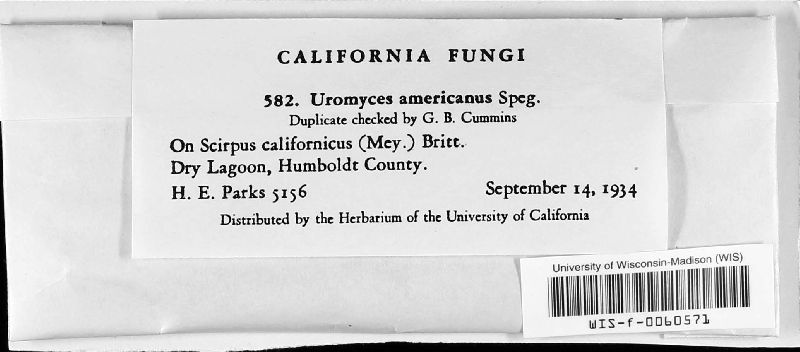 CALIFORNIA FUNGI
582. Uromyces americanus Speg.
Duplicate checked by G. B. Cummins
On Scirpus californicus (Mey.) Britt.
Dry Lagoon, Humboldt County.
H. E. Parks 5156 September 14, 1934
Distributed by the Herbarium of the University of California
University of Wisconsin-Madison (WIS)
WIS-f-0060571